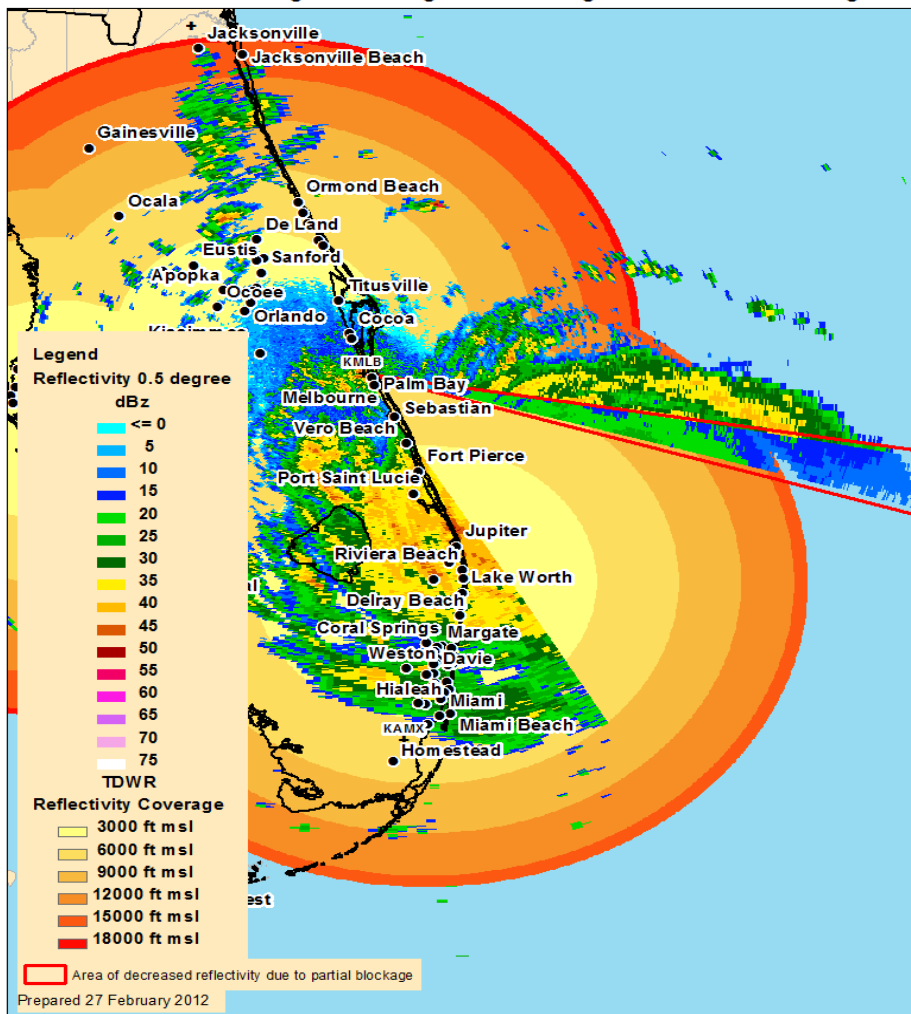 Jacksonville
Jacksonville Beach
Gainesville
Ormond Beach
Ocala
De Land
Eustis
Sanford
Apopka
Ocoee
Titusville
Orlando
Cocoa
KMLB
Palm Bay
Melbourne
Sebastian
Vero Beach
Fort Pierce
Port Saint Lucie
Jupiter
Riviera Beach
Lake Worth
Delray Beach
Coral Springs
Margate
Weston
Davie
Hialeah
Miami
KAMX
Miami Beach
Homestead
est
Legend
Reflectivity 0.5 degree
dBz
<= 0
5
10
15
20
25
30
35
40
45
50
55
60
65
70
75
TDWR
Reflectivity Coverage
3000 ft msl
6000 ft msl
9000 ft msl
12000 ft msl
15000 ft msl
18000 ft msl
Area of decreased reflectivity due to partial blockage
Prepared 27 February 2012